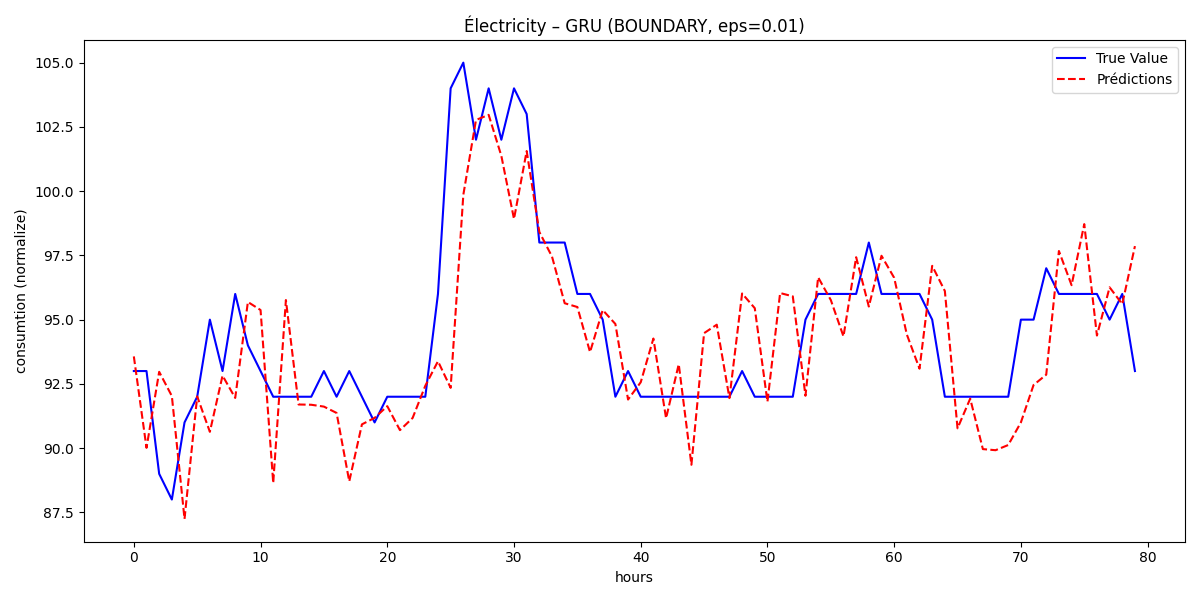 Électricity – GRU (BOUNDARY, eps=0.01)
True Value
Prédictions
consumtion (normalize)
105.0
102.5
100.0
97.5
95.0
92.5
90.0
87.5
0 10 20 30 40 50 60 70 80
hours